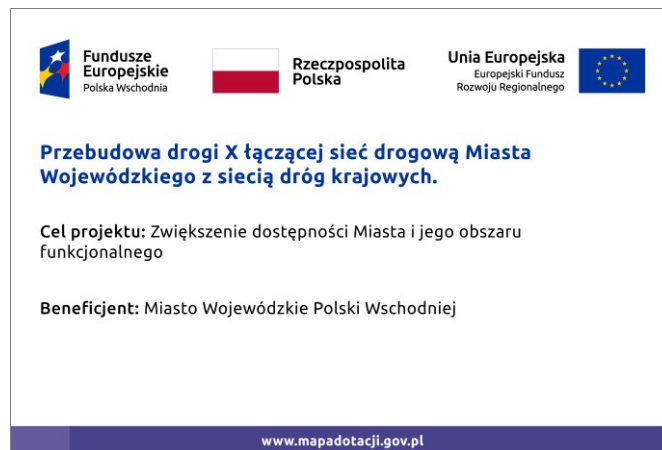 Fundusze
Europejskie
Polska Wschodnia
Rzeczpospolita
Polska
Unia Europejska
Europejski Fundusz
Rozwoju Regionalnego
Przebudowa drogi X łączącej sieć drogową Miasta
Wojewódzkiego z siecią dróg krajowych.
Cel projektu: Zwiększenie dostępności Miasta i jego obszaru
funkcjonalnego
Beneficjent: Miasto Wojewódzkie Polski Wschodniej
www.mapadotacji.gov.pl